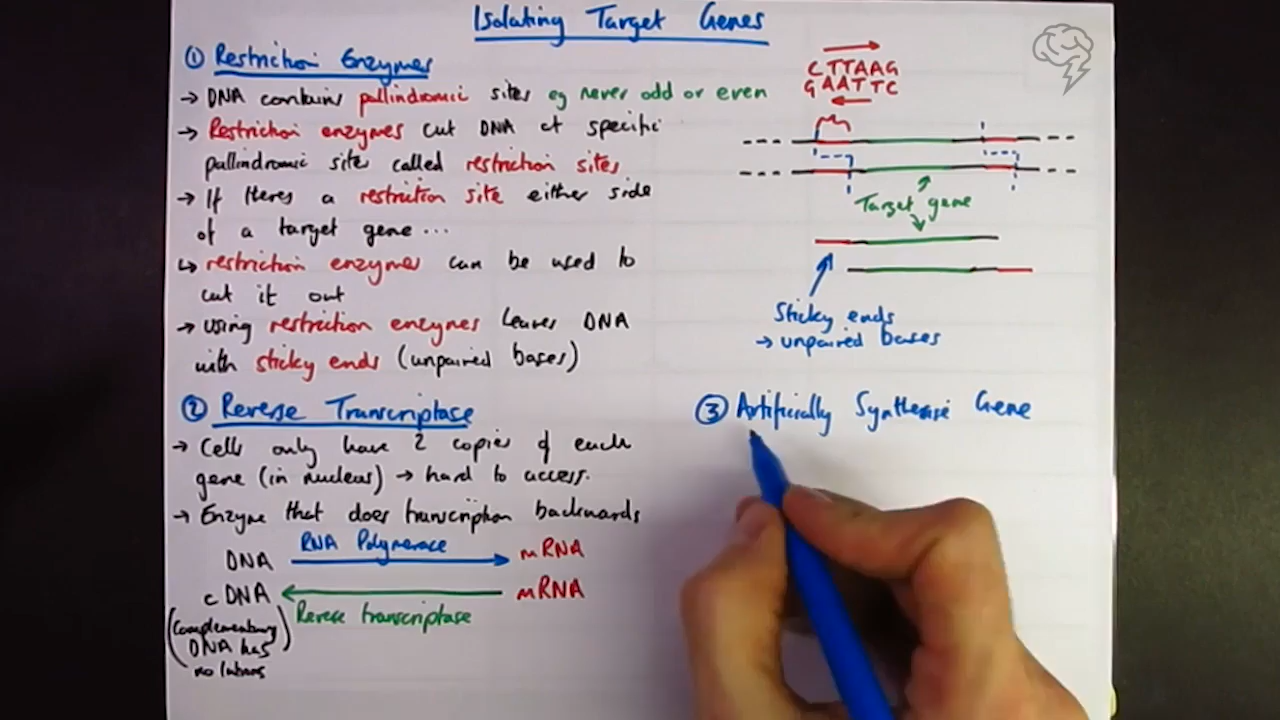 Isolating Target Genes
① Restriction Enzymes
→ DNA contains pallindromic sites eg never odd or even
→ Restriction enzymes cut DNA at specific
pallindromic site called restriction sites
→ If theres a restriction site either side
of a target gene...
↳ restriction enzymes can be used to
cut it out
→ Using restriction enzymes leaves DNA
with sticky ends (unpaired bases)
CTTAAG
GAATTC
Target gene
Sticky ends
→ unpaired bases
② Reverse Transcriptase
→ Cells only have 2 copies of each
gene (in nucleus) → hard to access.
→ Enzyme that does transcription backwards
DNA RNA Polymerase mRNA
cDNA Reverse transcriptase mRNA
(complementary
DNA has
no introns)
③ Artificially Synthesise Gene